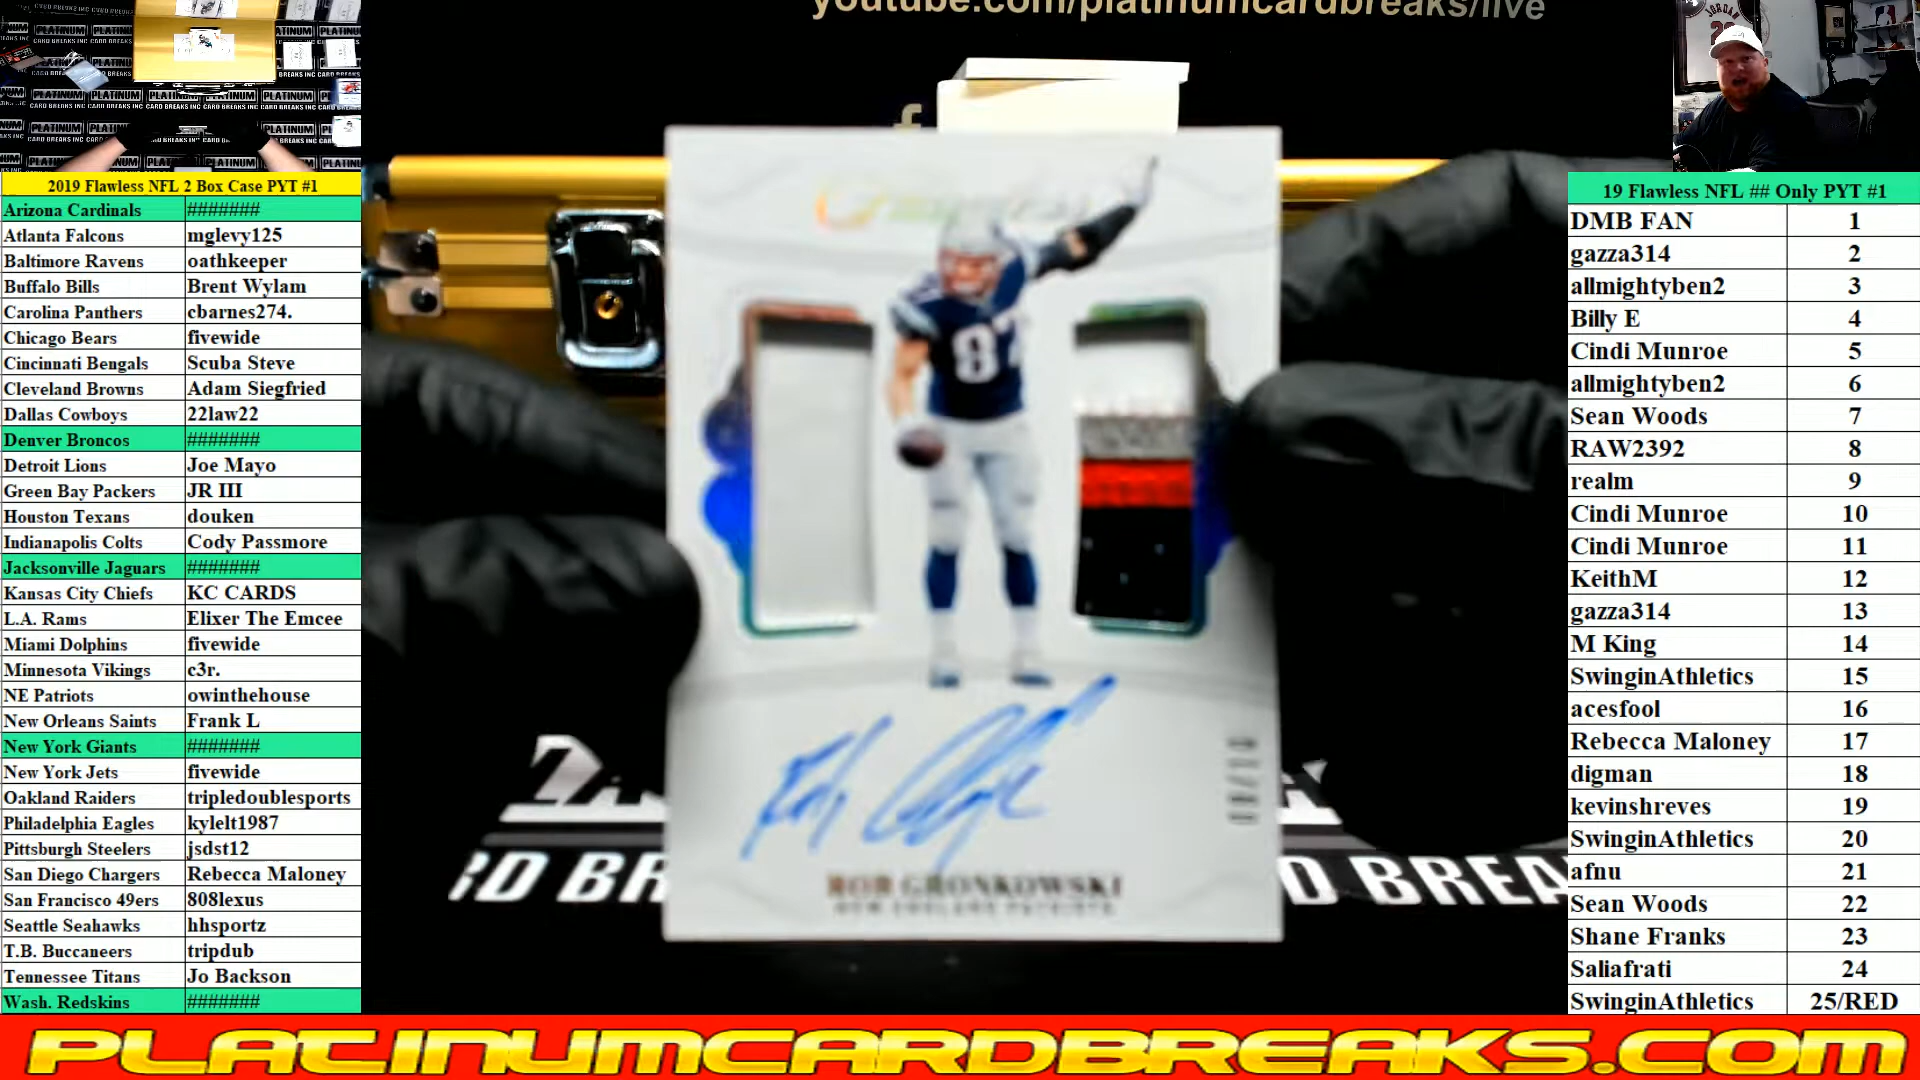 youtube.com/platinumcardbreaks/live
2019 Flawless NFL 2 Box Case PYT #1
Arizona Cardinals #######
Atlanta Falcons mglevy125
Baltimore Ravens oathkeeper
Buffalo Bills Brent Wylam
Carolina Panthers cbarnes274.
Chicago Bears fivewide
Cincinnati Bengals Scuba Steve
Cleveland Browns Adam Siegfried
Dallas Cowboys 22law22
Denver Broncos #######
Detroit Lions Joe Mayo
Green Bay Packers JR III
Houston Texans douken
Indianapolis Colts Cody Passmore
Jacksonville Jaguars #######
Kansas City Chiefs KC CARDS
L.A. Rams Elixer The Emcee
Miami Dolphins fivewide
Minnesota Vikings c3r.
NE Patriots owinthehouse
New Orleans Saints Frank L
New York Giants #######
New York Jets fivewide
Oakland Raiders tripledoublesports
Philadelphia Eagles kylelt1987
Pittsburgh Steelers jsdst12
San Diego Chargers Rebecca Maloney
San Francisco 49ers 808lexus
Seattle Seahawks hhsportz
T.B. Buccaneers tripdub
Tennessee Titans Jo Backson
Wash. Redskins #######
87
ROB GRONKOWSKI
NEW ENGLAND PATRIOTS
RD BRE
D BREA
19 Flawless NFL ## Only PYT #1
DMB FAN 1
gazza314 2
allmightyben2 3
Billy E 4
Cindi Munroe 5
allmightyben2 6
Sean Woods 7
RAW2392 8
realm 9
Cindi Munroe 10
Cindi Munroe 11
KeithM 12
gazza314 13
M King 14
SwinginAthletics 15
acesfool 16
Rebecca Maloney 17
digman 18
kevinshreves 19
SwinginAthletics 20
afnu 21
Sean Woods 22
Shane Franks 23
Saliafrati 24
SwinginAthletics 25/RED
PLATINUMCARDBREAKS.COM